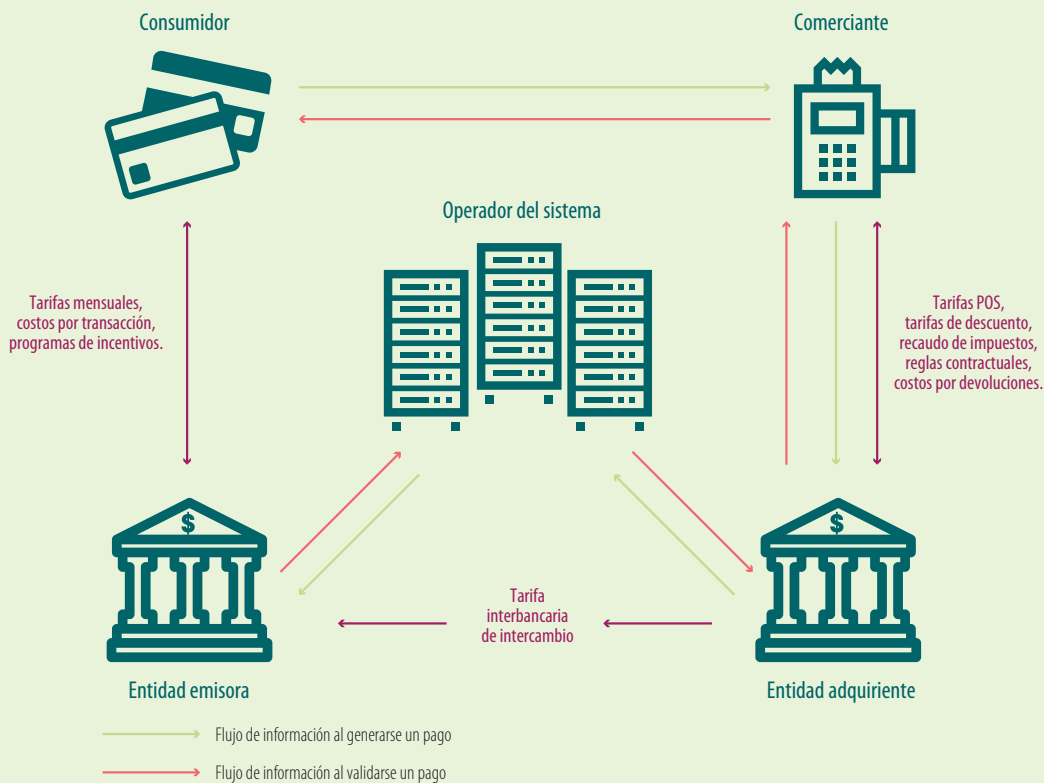 Consumidor
Comerciante
Operador del sistema
Tarifas mensuales,
costos por transacción,
programas de incentivos.
Tarifas POS,
tarifas de descuento,
recaudo de impuestos,
reglas contractuales,
costos por devoluciones.
$
$
Tarifa
interbancaria
de intercambio
Entidad emisora
Entidad adquiriente
Flujo de información al generarse un pago
Flujo de información al validarse un pago